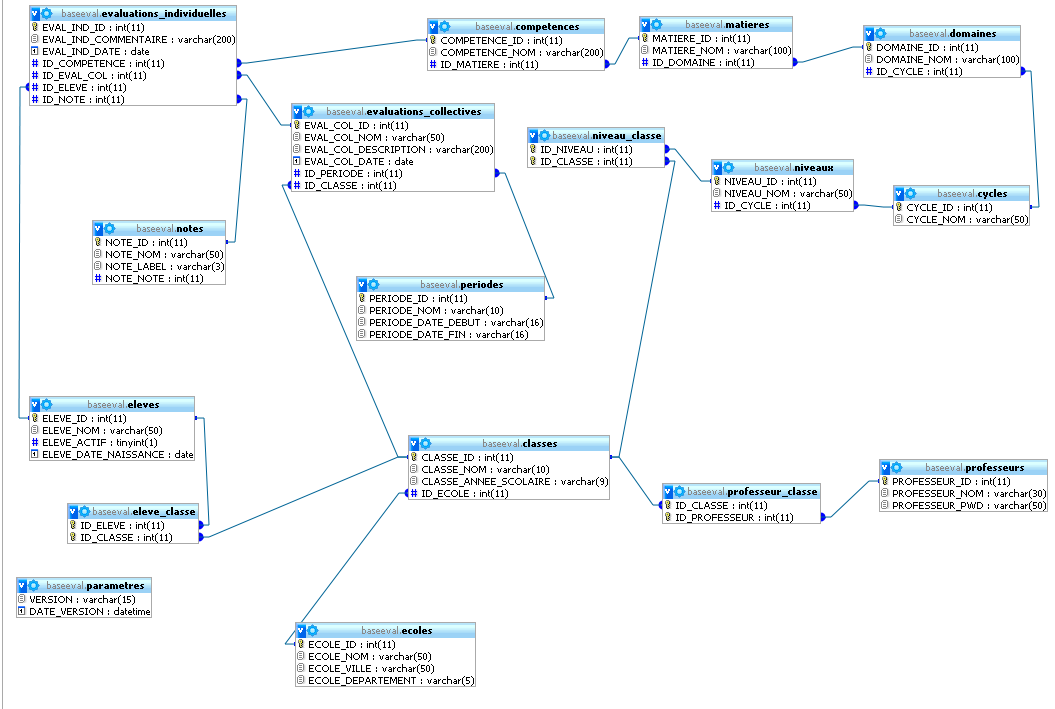 baseeval.evaluations_individuelles
EVAL_IND_ID : int(11)
EVAL_IND_COMMENTAIRE : varchar(200)
EVAL_IND_DATE : date
# ID_COMPETENCE : int(11)
# ID_EVAL_COL : int(11)
# ID_ELEVE : int(11)
# ID_NOTE : int(11)
baseeval.competences
COMPETENCE_ID : int(11)
COMPETENCE_NOM : varchar(200)
# ID_MATIERE : int(11)
baseeval.matieres
MATIERE_ID : int(11)
MATIERE_NOM : varchar(100)
# ID_DOMAINE : int(11)
baseeval.domaines
DOMAINE_ID : int(11)
DOMAINE_NOM : varchar(100)
# ID_CYCLE : int(11)
baseeval.evaluations_collectives
EVAL_COL_ID : int(11)
EVAL_COL_NOM : varchar(50)
EVAL_COL_DESCRIPTION : varchar(200)
EVAL_COL_DATE : date
# ID_PERIODE : int(11)
# ID_CLASSE : int(11)
baseeval.niveau_classe
ID_NIVEAU : int(11)
ID_CLASSE : int(11)
baseeval.niveaux
NIVEAU_ID : int(11)
NIVEAU_NOM : varchar(50)
# ID_CYCLE : int(11)
baseeval.cycles
CYCLE_ID : int(11)
CYCLE_NOM : varchar(50)
baseeval.notes
NOTE_ID : int(11)
NOTE_NOM : varchar(50)
NOTE_LABEL : varchar(3)
# NOTE_NOTE : int(11)
baseeval.periodes
PERIODE_ID : int(11)
PERIODE_NOM : varchar(10)
PERIODE_DATE_DEBUT : varchar(16)
PERIODE_DATE_FIN : varchar(16)
baseeval.eleves
ELEVE_ID : int(11)
ELEVE_NOM : varchar(50)
# ELEVE_ACTIF : tinyint(1)
ELEVE_DATE_NAISSANCE : date
baseeval.classes
CLASSE_ID : int(11)
CLASSE_NOM : varchar(10)
CLASSE_ANNEE_SCOLAIRE : varchar(9)
# ID_ECOLE : int(11)
baseeval.professeurs
PROFESSEUR_ID : int(11)
PROFESSEUR_NOM : varchar(30)
PROFESSEUR_PWD : varchar(50)
baseeval.professeur_classe
ID_CLASSE : int(11)
ID_PROFESSEUR : int(11)
baseeval.eleve_classe
ID_ELEVE : int(11)
ID_CLASSE : int(11)
baseeval.parametres
VERSION : varchar(15)
DATE_VERSION : datetime
baseeval.ecoles
ECOLE_ID : int(11)
ECOLE_NOM : varchar(50)
ECOLE_VILLE : varchar(50)
ECOLE_DEPARTEMENT : varchar(5)